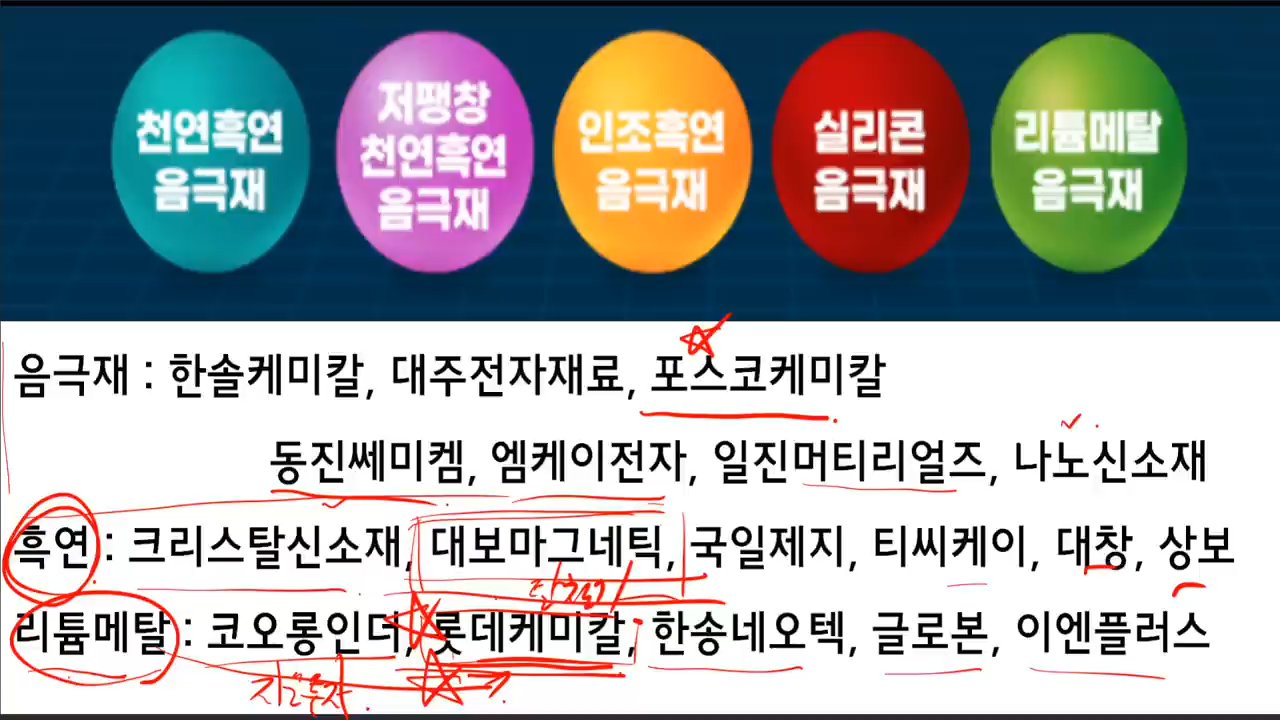 천연흑연
음극재
저팽창
천연흑연
음극재
인조흑연
음극재
실리콘
음극재
리튬메탈
음극재
음극재 : 한솔케미칼, 대주전자재료, 포스코케미칼
동진쎄미켐, 엠케이전자, 일진머티리얼즈, 나노신소재
흑연 : 크리스탈신소재, 대보마그네틱, 국일제지, 티씨케이, 대창, 상보
리튬메탈 : 코오롱인더, 롯데케미칼, 한송네오텍, 글로본, 이엔플러스